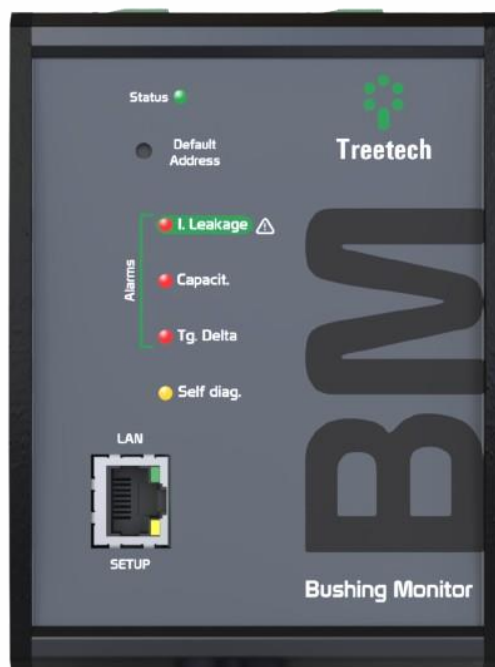 Status
Default
Address
Treetech
Alarms
I. Leakage
Capacit.
Tg. Delta
Self diag.
LAN
SETUP
BM
Bushing Monitor